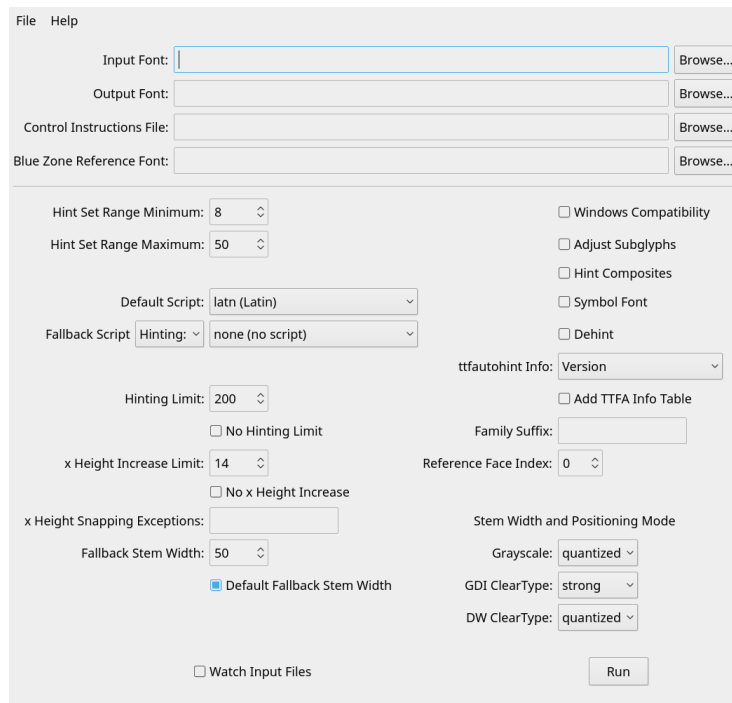 File Help
Input Font: Browse...
Output Font: Browse...
Control Instructions File: Browse...
Blue Zone Reference Font: Browse...
Hint Set Range Minimum: 8 Windows Compatibility
Hint Set Range Maximum: 50 Adjust Subglyphs
Hint Composites
Default Script: latn (Latin) Symbol Font
Fallback Script Hinting: none (no script) Dehint
ttfautohint Info: Version
Hinting Limit: 200 Add TTFA Info Table
No Hinting Limit Family Suffix:
x Height Increase Limit: 14 Reference Face Index: 0
No x Height Increase
x Height Snapping Exceptions: Stem Width and Positioning Mode
Fallback Stem Width: 50 Grayscale: quantized
Default Fallback Stem Width GDI ClearType: strong
DW ClearType: quantized
Watch Input Files Run